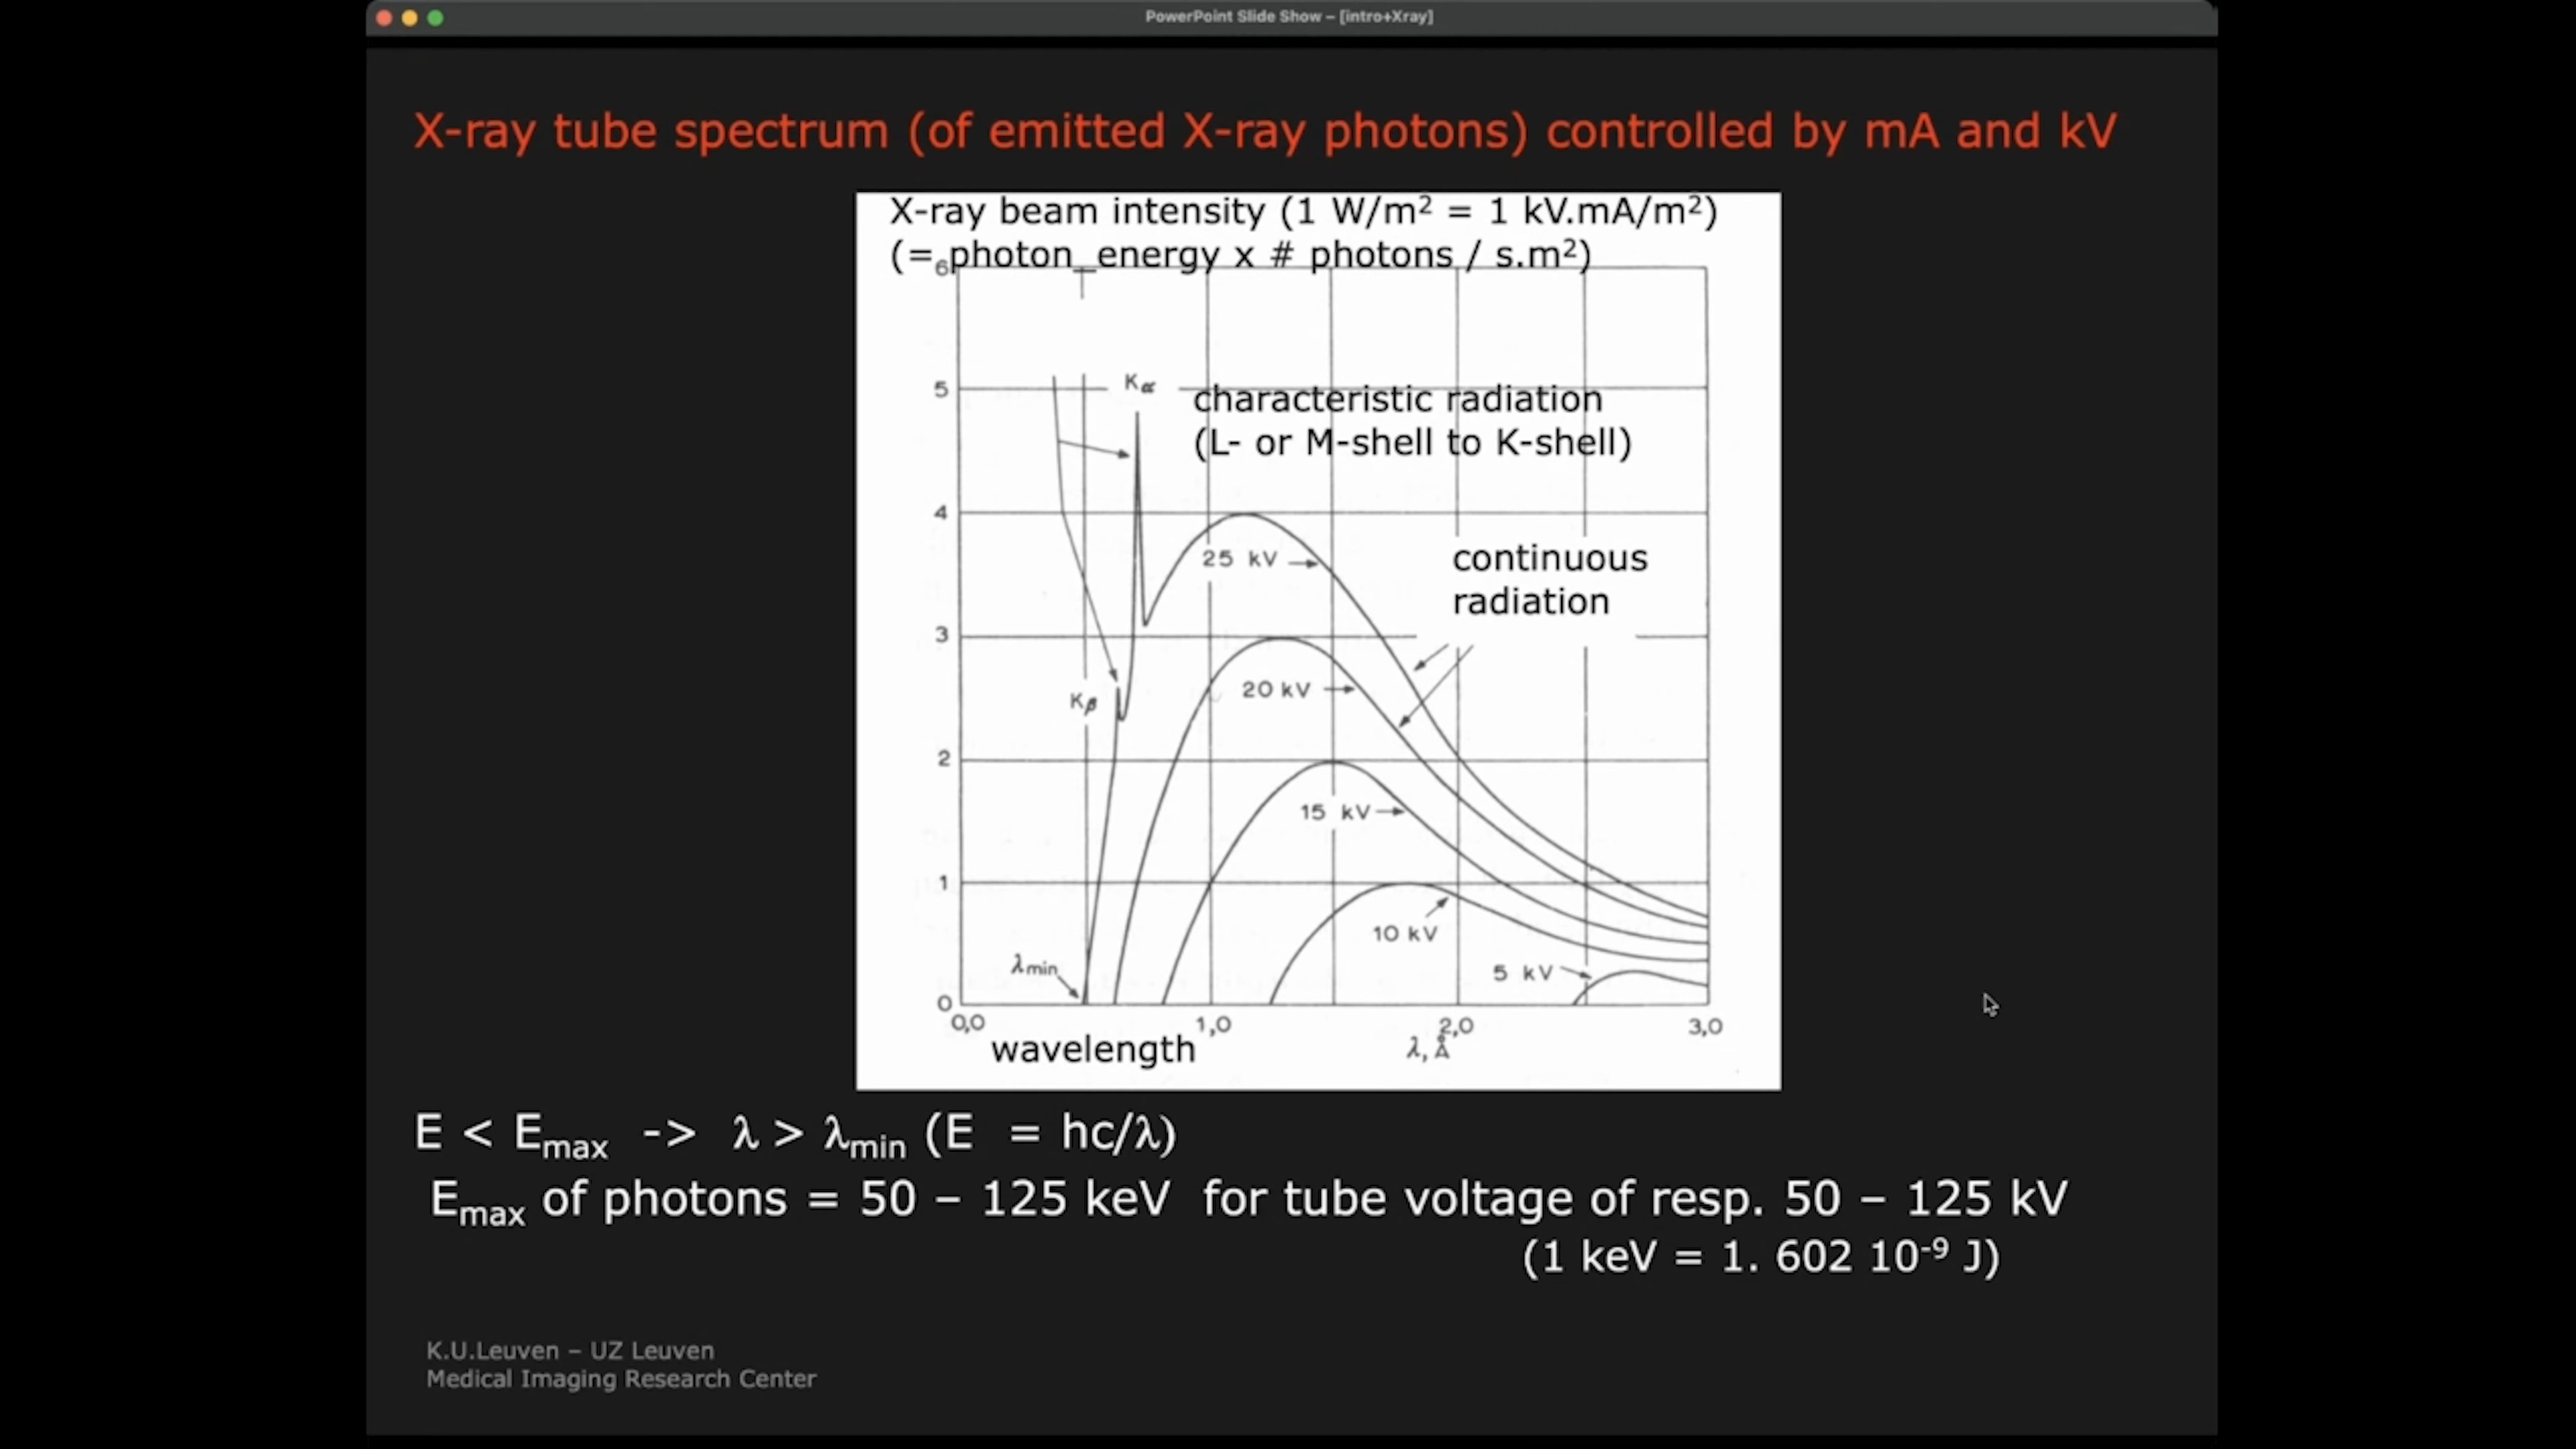 PowerPoint Slide Show – [intro+Xray]
X-ray tube spectrum (of emitted X-ray photons) controlled by mA and kV
X-ray beam intensity (1 W/m² = 1 kV.mA/m²)
(= photon_energy x # photons / s.m²)
6
5
Kα
characteristic radiation
(L- or M-shell to K-shell)
4
25 kV
continuous
radiation
3
20 kV
Kβ
2
15 kV
1
10 kV
λmin
5 kV
0
0,0
1,0
2,0
3,0
wavelength
λ, Å
E < Emax -> λ > λmin (E = hc/λ)
Emax of photons = 50 – 125 keV for tube voltage of resp. 50 – 125 kV
(1 keV = 1. 602 10⁻⁹ J)
K.U.Leuven – UZ Leuven
Medical Imaging Research Center